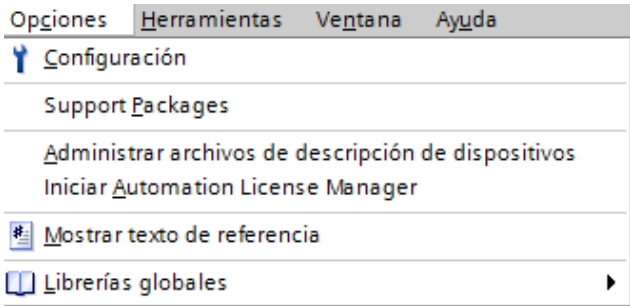 Opciones Herramientas Ventana Ayuda
Configuración
Support Packages
Administrar archivos de descripción de dispositivos
Iniciar Automation License Manager
Mostrar texto de referencia
Librerías globales